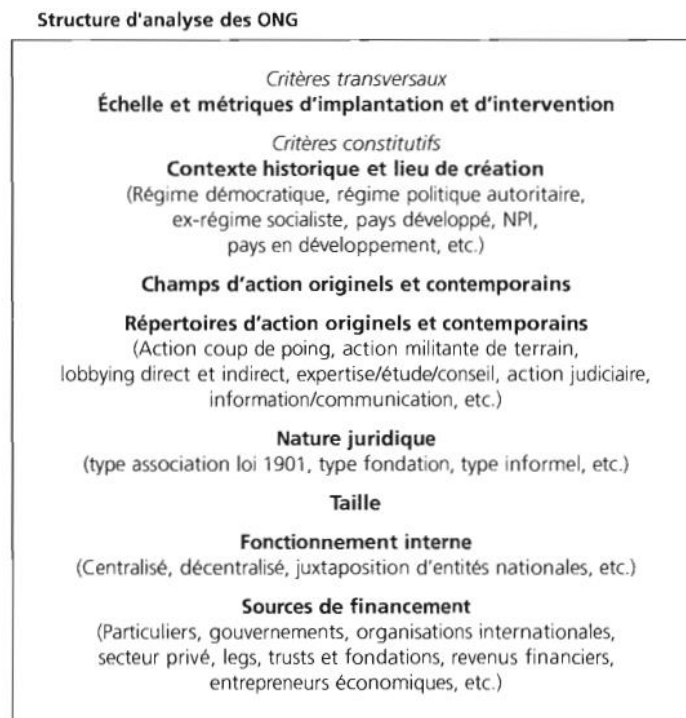 Structure d'analyse des ONG
Critères transversaux
Échelle et métriques d'implantation et d'intervention
Critères constitutifs
Contexte historique et lieu de création
(Régime démocratique, régime politique autoritaire,
ex-régime socialiste, pays développé, NPI,
pays en développement, etc.)
Champs d'action originels et contemporains
Répertoires d'action originels et contemporains
(Action coup de poing, action militante de terrain,
lobbying direct et indirect, expertise/étude/conseil, action judiciaire,
information/communication, etc.)
Nature juridique
(type association loi 1901, type fondation, type informel, etc.)
Taille
Fonctionnement interne
(Centralisé, décentralisé, juxtaposition d'entités nationales, etc.)
Sources de financement
(Particuliers, gouvernements, organisations internationales,
secteur privé, legs, trusts et fondations, revenus financiers,
entrepreneurs économiques, etc.)